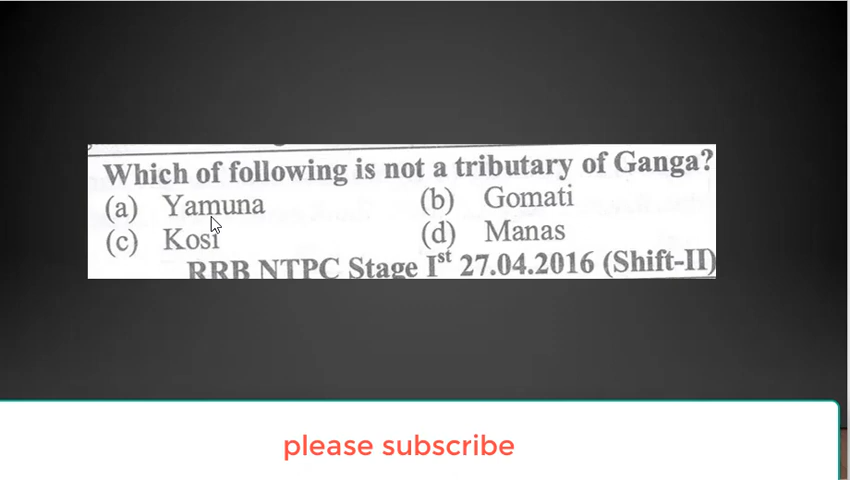 Which of following is not a tributary of Ganga?
(a) Yamuna (b) Gomati
(c) Kosi (d) Manas
RRB NTPC Stage Ist 27.04.2016 (Shift-II)
please subscribe